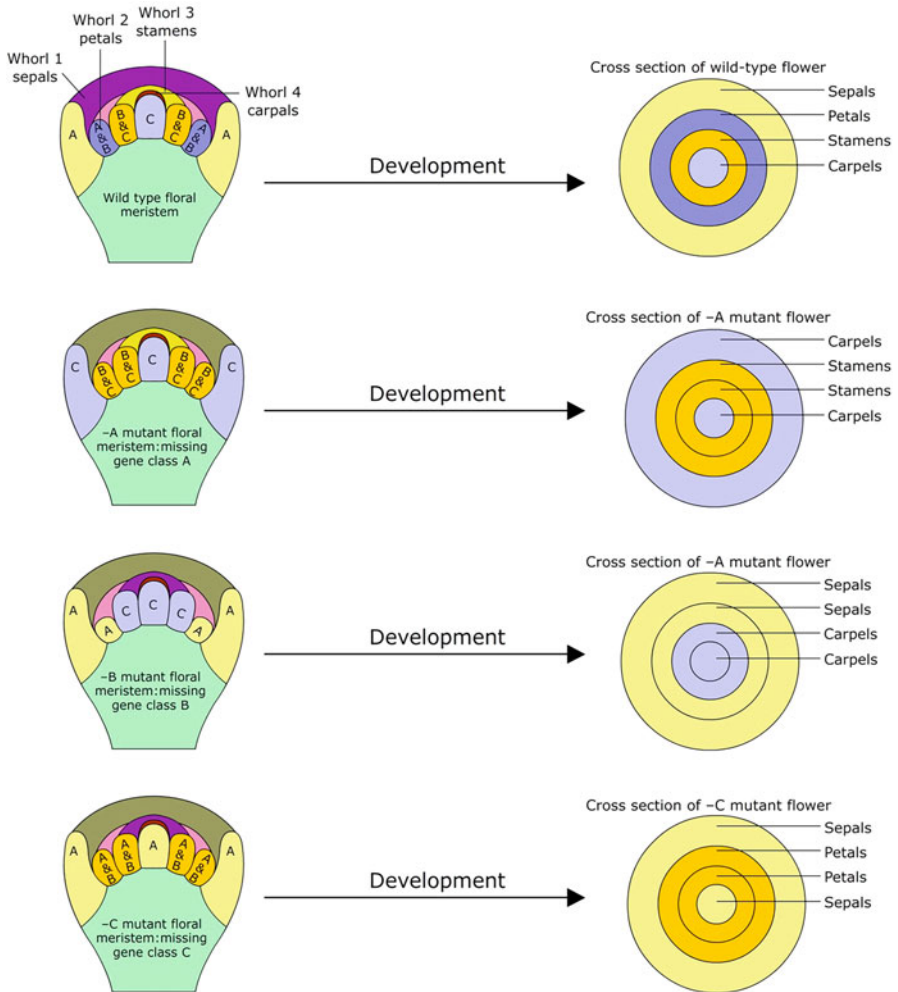 Whorl 1
sepals
Whorl 2
petals
Whorl 3
stamens
Whorl 4
carpals
A
A&B
B&C
C
B&C
A&B
A
Wild type floral
meristem
Development
Cross section of wild-type flower
Sepals
Petals
Stamens
Carpels
C
B&C
B&C
C
B&C
B&C
C
–A mutant floral
meristem:missing
gene class A
Development
Cross section of –A mutant flower
Carpels
Stamens
Stamens
Carpels
A
A
C
C
C
A
A
–B mutant floral
meristem:missing
gene class B
Development
Cross section of –A mutant flower
Sepals
Sepals
Carpels
Carpels
A
A&B
A&B
A
A&B
A&B
A
–C mutant floral
meristem:missing
gene class C
Development
Cross section of –C mutant flower
Sepals
Petals
Petals
Sepals